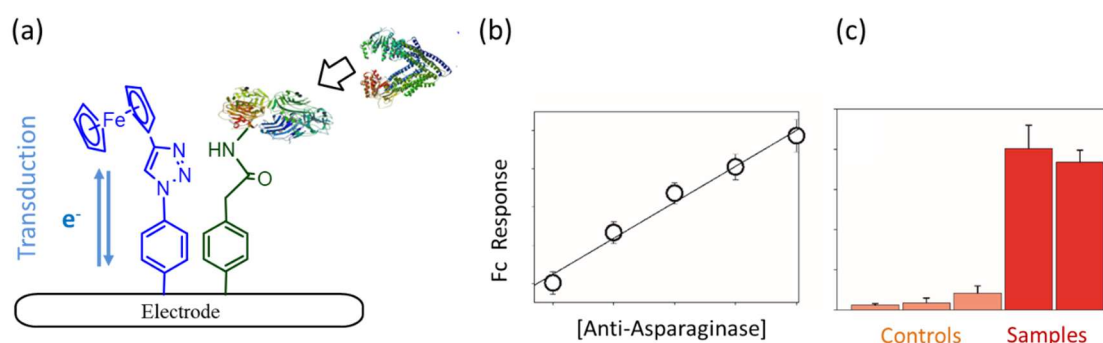 (a)
Transduction
e-
Fe
N
N
N
HN
O
Electrode
(b)
Fc Response
[Anti-Asparaginase]
(c)
Controls Samples